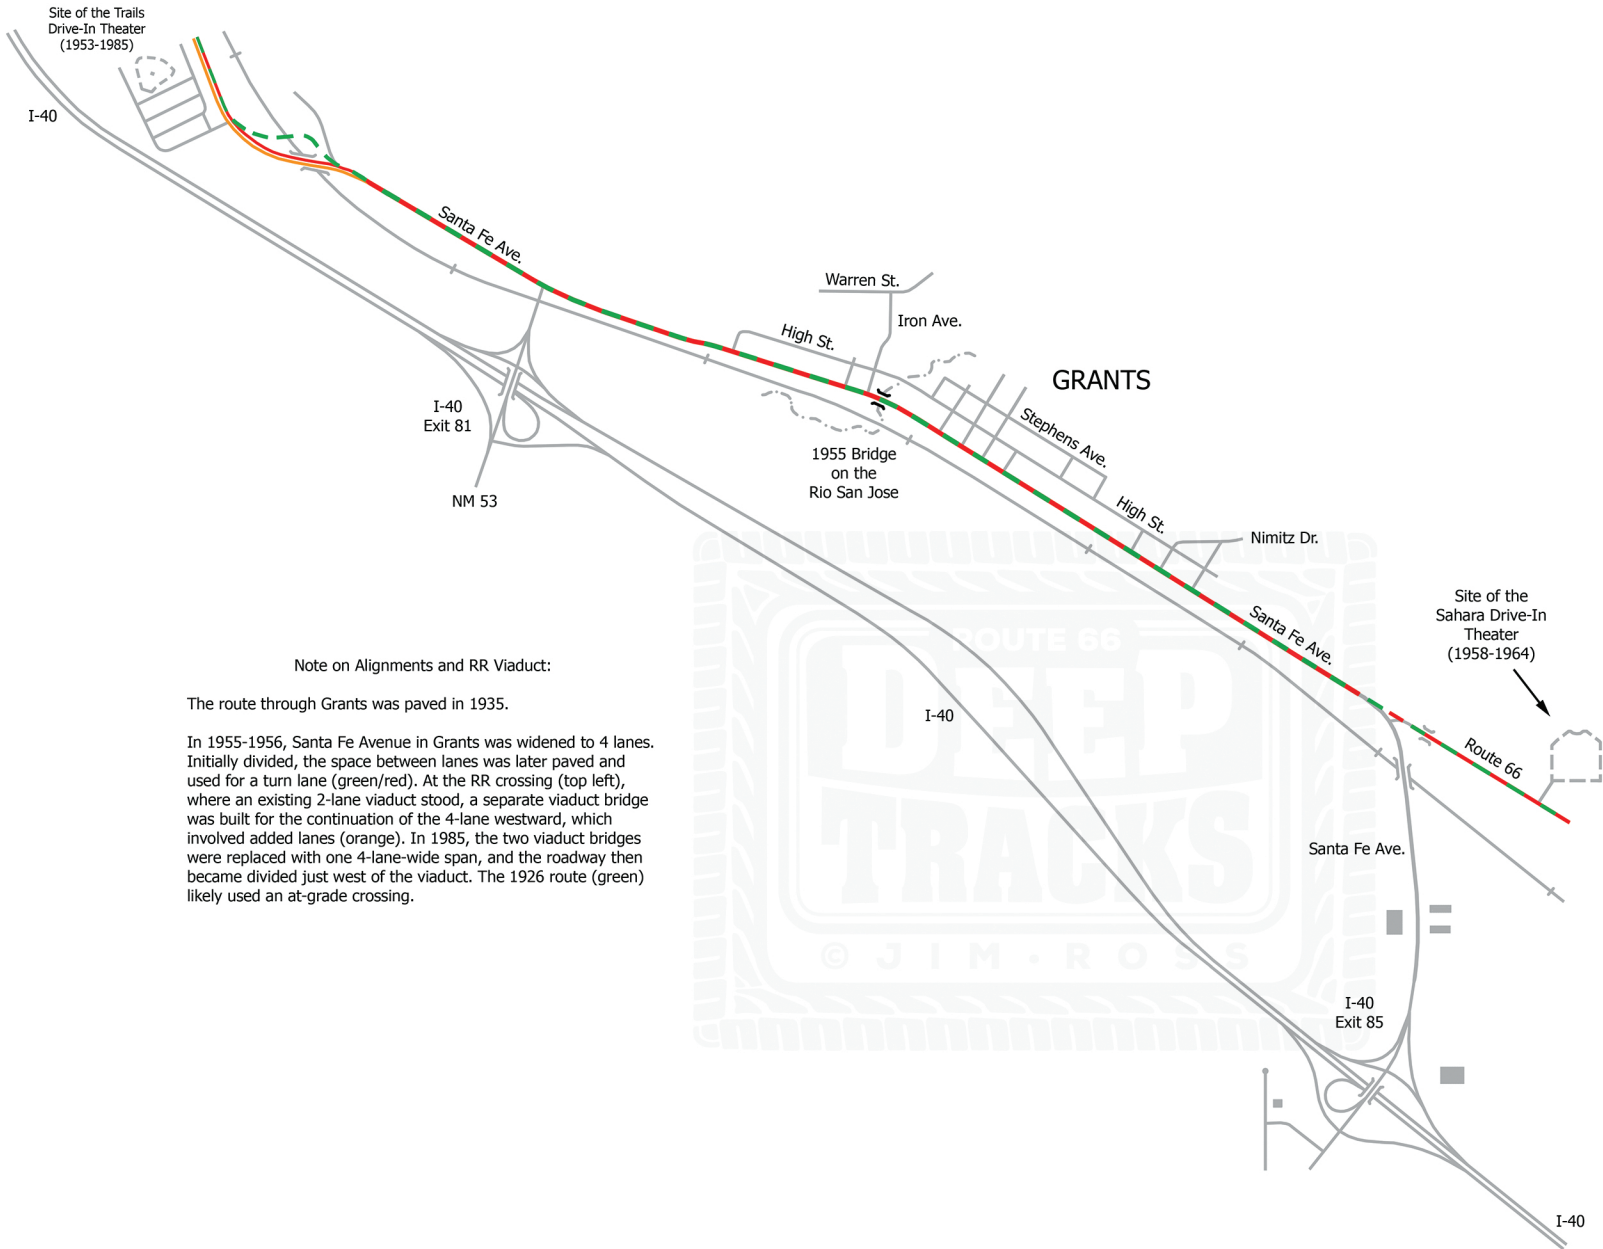 Site of the Trails
Drive-In Theater
(1953-1985)
I-40
Santa Fe Ave.
Warren St.
Iron Ave.
High St.
GRANTS
I-40
Exit 81
Stephens Ave.
1955 Bridge
on the
Rio San Jose
NM 53
High St.
Nimitz Dr.
Site of the
Sahara Drive-In
Theater
(1958-1964)
Santa Fe Ave.
ROUTE 66
DEEP
TRACKS
© JIM • ROSS
Note on Alignments and RR Viaduct:
The route through Grants was paved in 1935.
In 1955-1956, Santa Fe Avenue in Grants was widened to 4 lanes.
Initially divided, the space between lanes was later paved and
used for a turn lane (green/red). At the RR crossing (top left),
where an existing 2-lane viaduct stood, a separate viaduct bridge
was built for the continuation of the 4-lane westward, which
involved added lanes (orange). In 1985, the two viaduct bridges
were replaced with one 4-lane-wide span, and the roadway then
became divided just west of the viaduct. The 1926 route (green)
likely used an at-grade crossing.
I-40
Route 66
Santa Fe Ave.
I-40
Exit 85
I-40